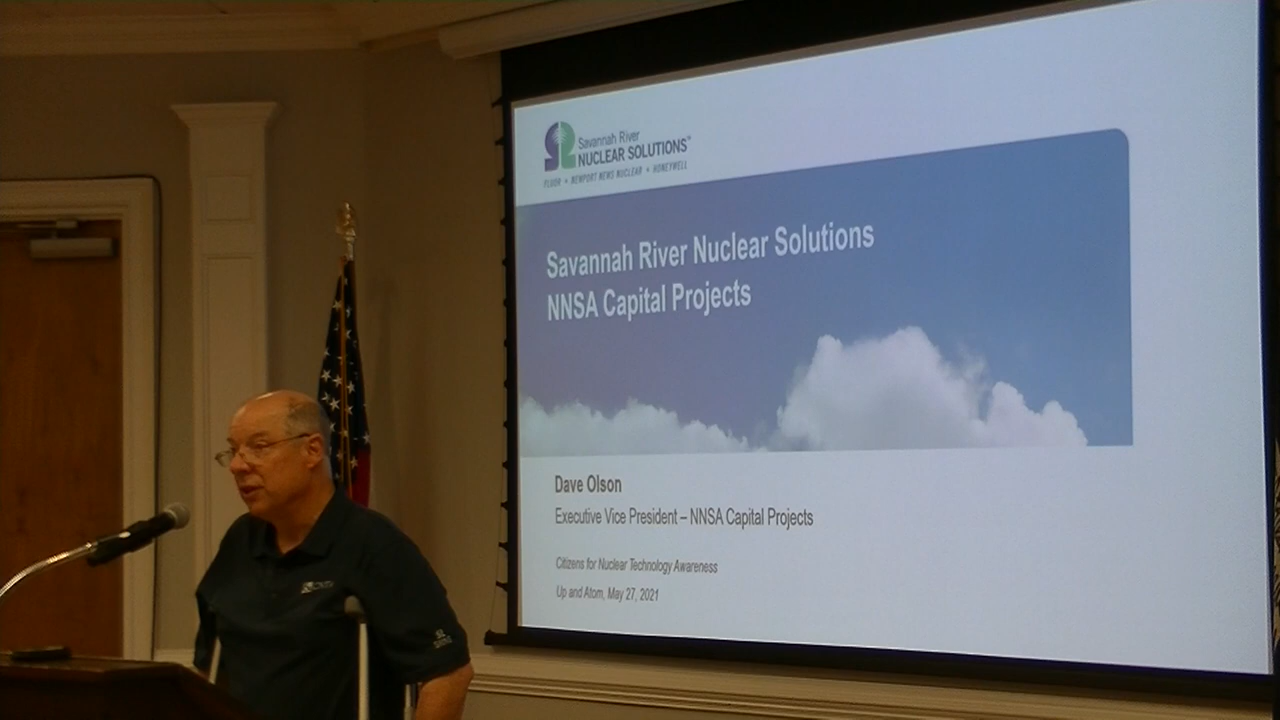 Savannah River
NUCLEAR SOLUTIONS™
FLUOR • NEWPORT NEWS NUCLEAR • HONEYWELL
Savannah River Nuclear Solutions
NNSA Capital Projects
Dave Olson
Executive Vice President – NNSA Capital Projects
Citizens for Nuclear Technology Awareness
Up and Atom, May 27, 2021